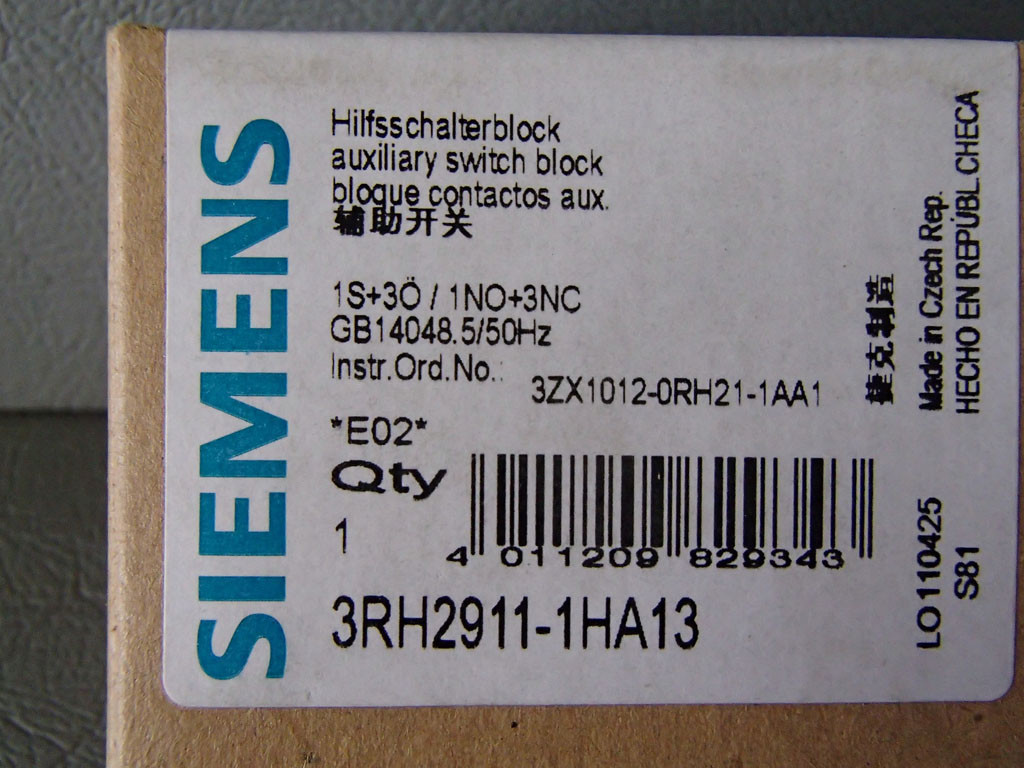 SIEMENS
Hilfsschalterblock
auxiliary switch block
bloque contactos aux.
辅助开关
1S+3Ö / 1NO+3NC
GB14048.5/50Hz
Instr.Ord.No.:
3ZX1012-0RH21-1AA1
*E02*
Qty
1
4 011209 829343
3RH2911-1HA13
捷克制造
Made in Czech Rep.
HECHO EN REPÚBL.CHECA
LO110425
S81